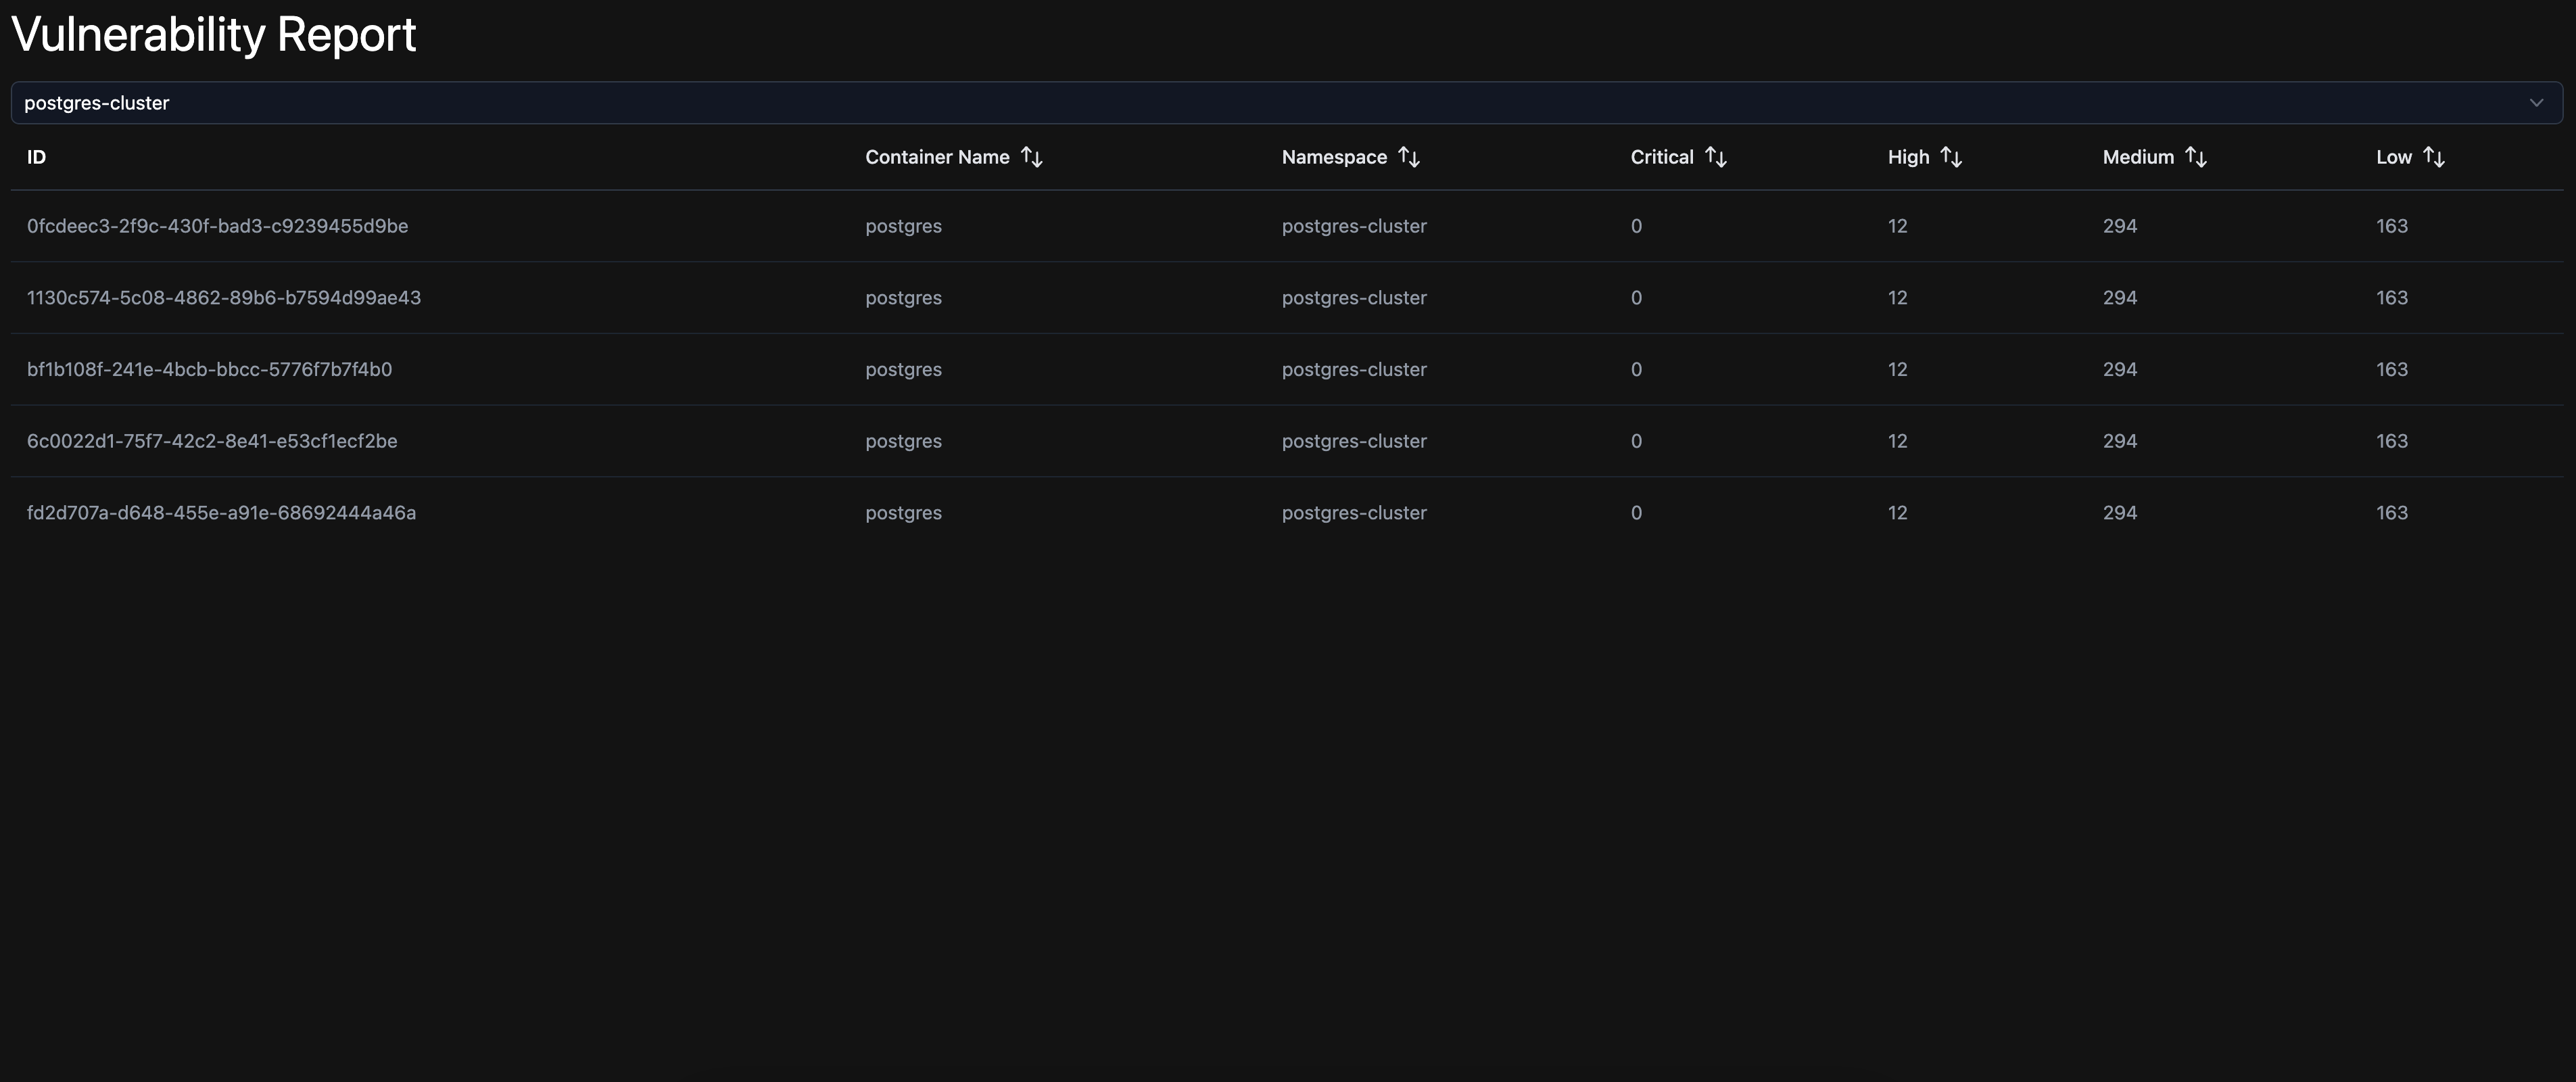 Vulnerability Report
postgres-cluster
ID Container Name Namespace Critical High Medium Low
0fcdeec3-2f9c-430f-bad3-c9239455d9be postgres postgres-cluster 0 12 294 163
1130c574-5c08-4862-89b6-b7594d99ae43 postgres postgres-cluster 0 12 294 163
bf1b108f-241e-4bcb-bbcc-5776f7b7f4b0 postgres postgres-cluster 0 12 294 163
6c0022d1-75f7-42c2-8e41-e53cf1ecf2be postgres postgres-cluster 0 12 294 163
fd2d707a-d648-455e-a91e-68692444a46a postgres postgres-cluster 0 12 294 163